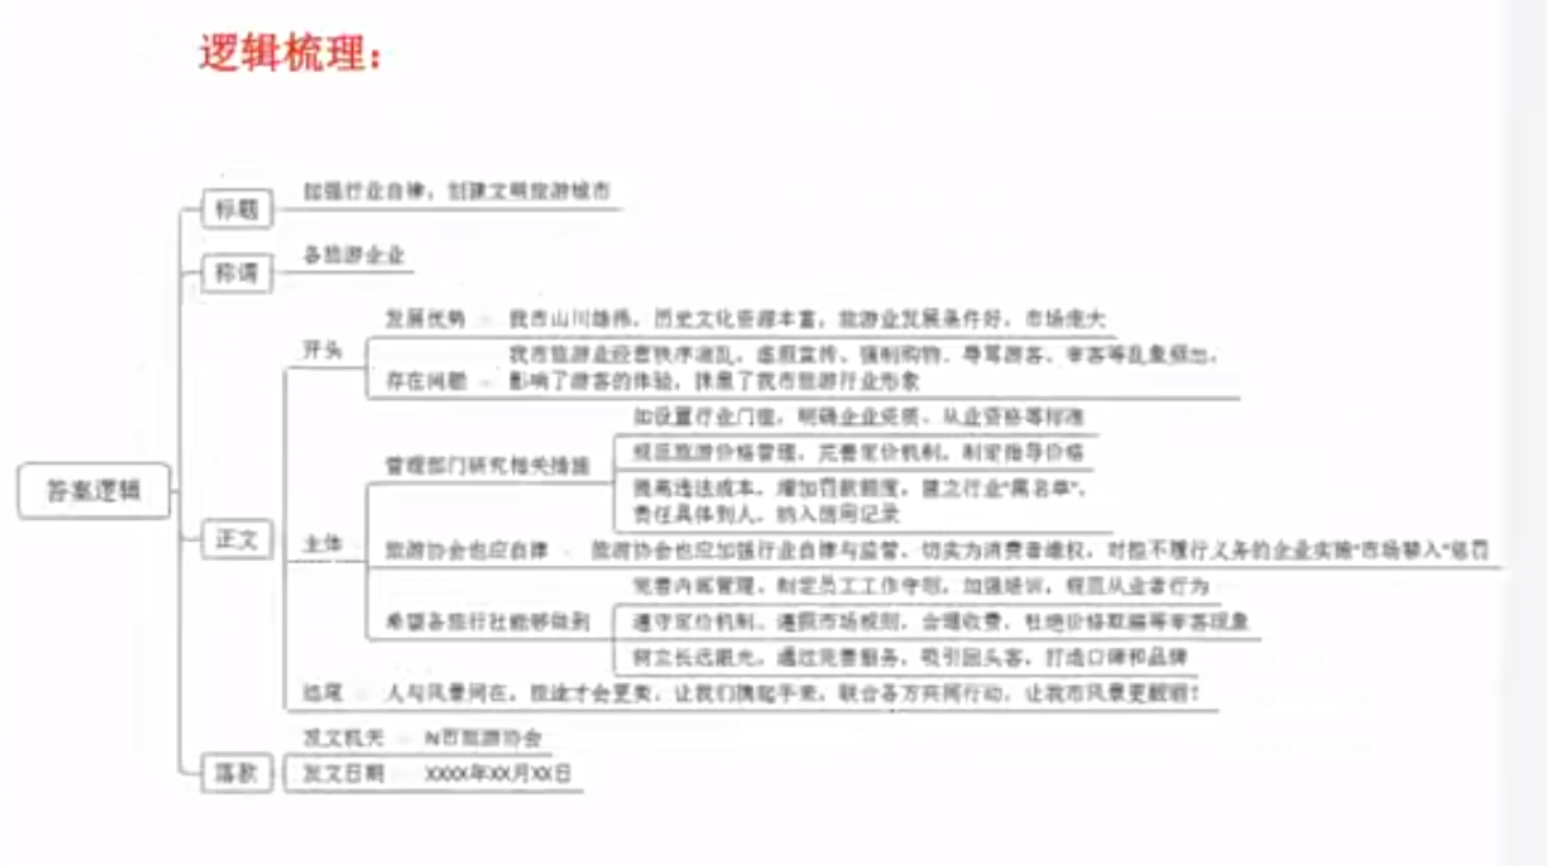 逻辑梳理：
答案逻辑
标题
加强行业自律，创建文明旅游城市
称谓
各旅游企业
正文
开头
发展优势
我市山川雄伟，历史文化资源丰富，旅游业发展条件好，市场庞大
存在问题
我市旅游业经营秩序混乱，虚假宣传、强制购物、辱骂游客、宰客等乱象频出，
影响了游客的体验，抹黑了我市旅游行业形象
主体
管理部门研究相关措施
如设置行业门槛，明确企业资质、从业资格等标准
规范旅游价格管理，完善定价机制，制定指导价格
提高违法成本，增加罚款额度，建立行业“黑名单”，
责任具体到人，纳入信用记录
旅游协会也应自律
旅游协会也应加强行业自律与监管，切实为消费者维权，对拒不履行义务的企业实施“市场禁入”惩罚
希望各旅行社能够做到
完善内部管理，制定员工工作守则，加强培训，规范从业者行为
遵守定价机制，遵照市场规则，合理收费，杜绝价格欺骗等宰客现象
树立长远眼光，通过完善服务，吸引回头客，打造口碑和品牌
结尾
人与风景同在，旅途才会更美，让我们携起手来，联合各方共同行动，让我市风景更靓丽！
落款
发文机关
N市旅游协会
发文日期
XXXX年XX月XX日